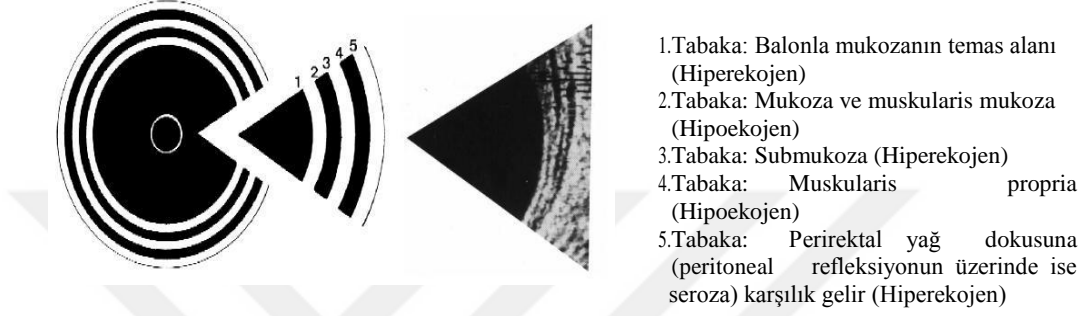 1 2 3 4 5
1.Tabaka: Balonla mukozanın temas alanı
(Hiperekojen)
2.Tabaka: Mukoza ve muskularis mukoza
(Hipoekojen)
3.Tabaka: Submukoza (Hiperekojen)
4.Tabaka: Muskularis propria
(Hipoekojen)
5.Tabaka: Perirektal yağ dokusuna
(peritoneal refleksiyonun üzerinde ise
seroza) karşılık gelir (Hiperekojen)